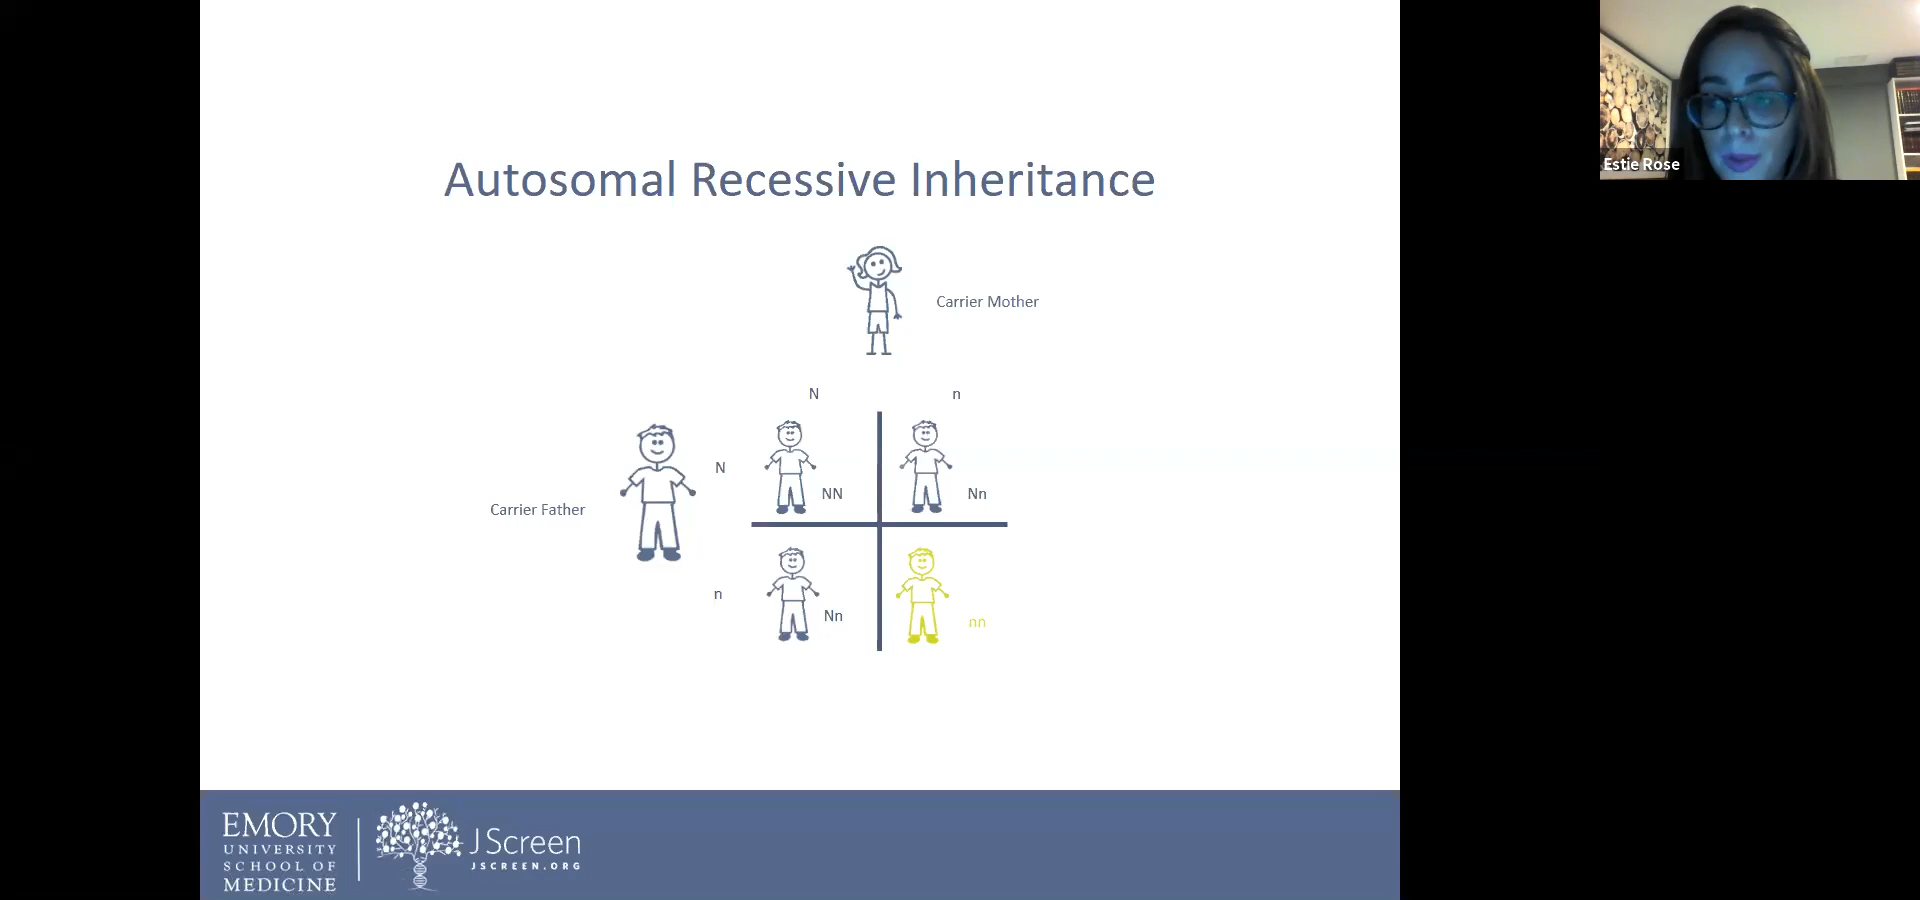 Autosomal Recessive Inheritance
Estie Rose
Carrier Mother
N n
N
NN
Nn
Carrier Father
n
Nn
nn
EMORY
UNIVERSITY
SCHOOL OF
MEDICINE
JScreen
JSCREEN.ORG